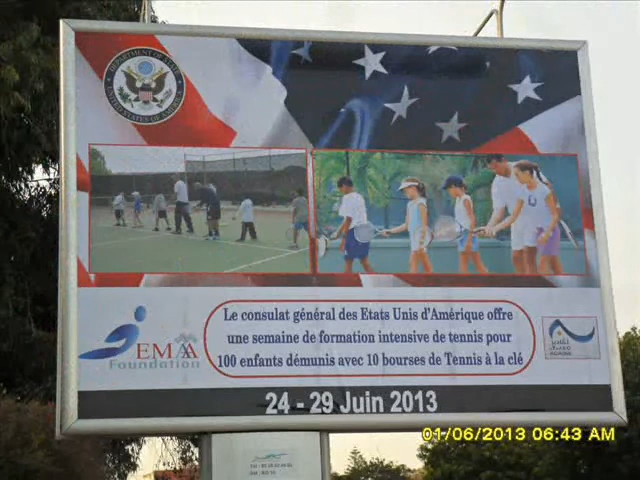 DEPARTMENT OF STATE
UNITED STATES OF AMERICA
Le consulat général des Etats Unis d'Amérique offre
une semaine de formation intensive de tennis pour
100 enfants démunis avec 10 bourses de Tennis à la clé
EMAA
Foundation
أكادير
AGADIR
24 - 29 Juin 2013
01/06/2013 06:43 AM